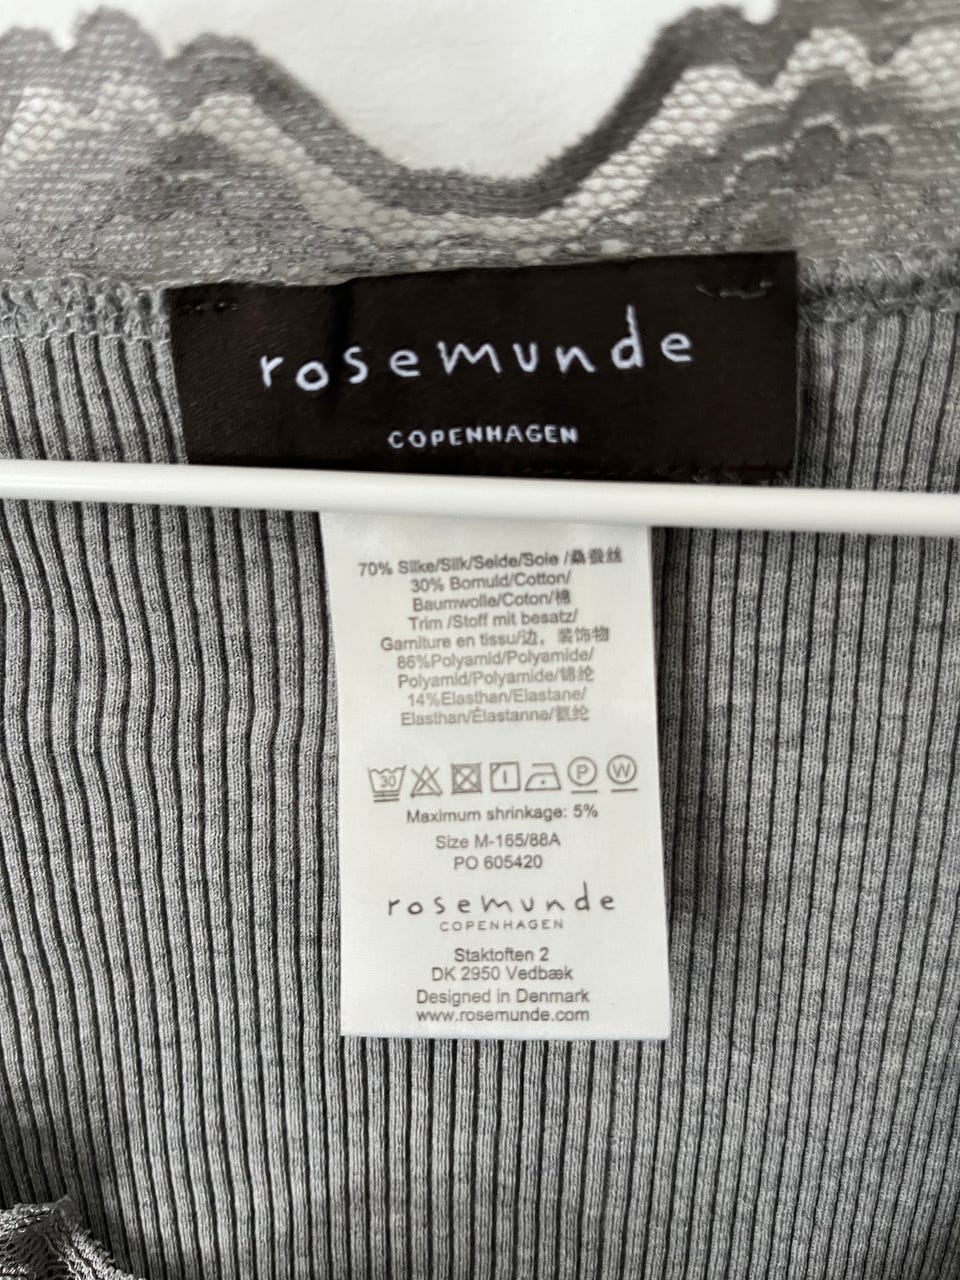 rosemunde
COPENHAGEN
70% Silke/Silk/Seide/Soie /桑蚕丝
30% Bomuld/Cotton/
Baumwolle/Coton/棉
Trim /Stoff mit besatz/
Garniture en tissu/边，装饰物
86%Polyamid/Polyamide/
Polyamid/Polyamide/锦纶
14%Elasthan/Elastane/
Elasthan/Élastanne/氨纶
30 P W
Maximum shrinkage: 5%
Size M-165/88A
PO 605420
rosemunde
COPENHAGEN
Staktoften 2
DK 2950 Vedbæk
Designed in Denmark
www.rosemunde.com